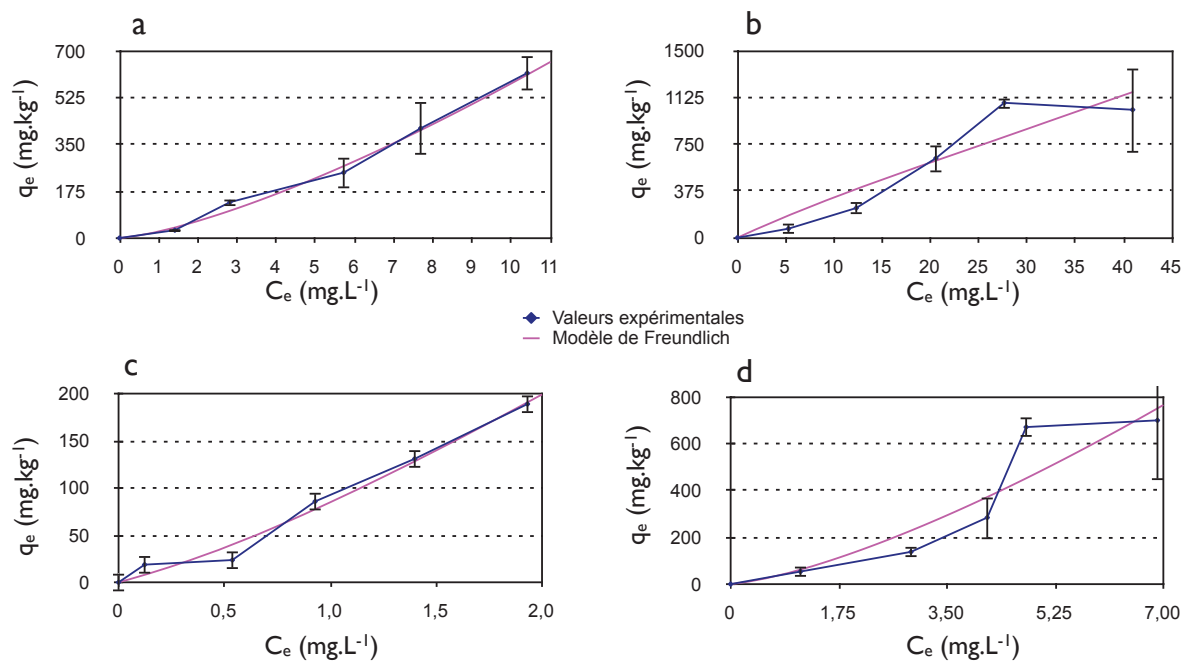 a
700
525
350
175
0
qe (mg.kg-1)
0 1 2 3 4 5 6 7 8 9 10 11
Ce (mg.L-1)
b
1500
1125
750
375
0
qe (mg.kg-1)
0 5 10 15 20 25 30 35 40 45
Ce (mg.L-1)
Valeurs expérimentales
Modèle de Freundlich
c
200
150
100
50
0
qe (mg.kg-1)
0 0,5 1,0 1,5 2,0
Ce (mg.L-1)
d
800
600
400
200
0
qe (mg.kg-1)
0 1,75 3,50 5,25 7,00
Ce (mg.L-1)